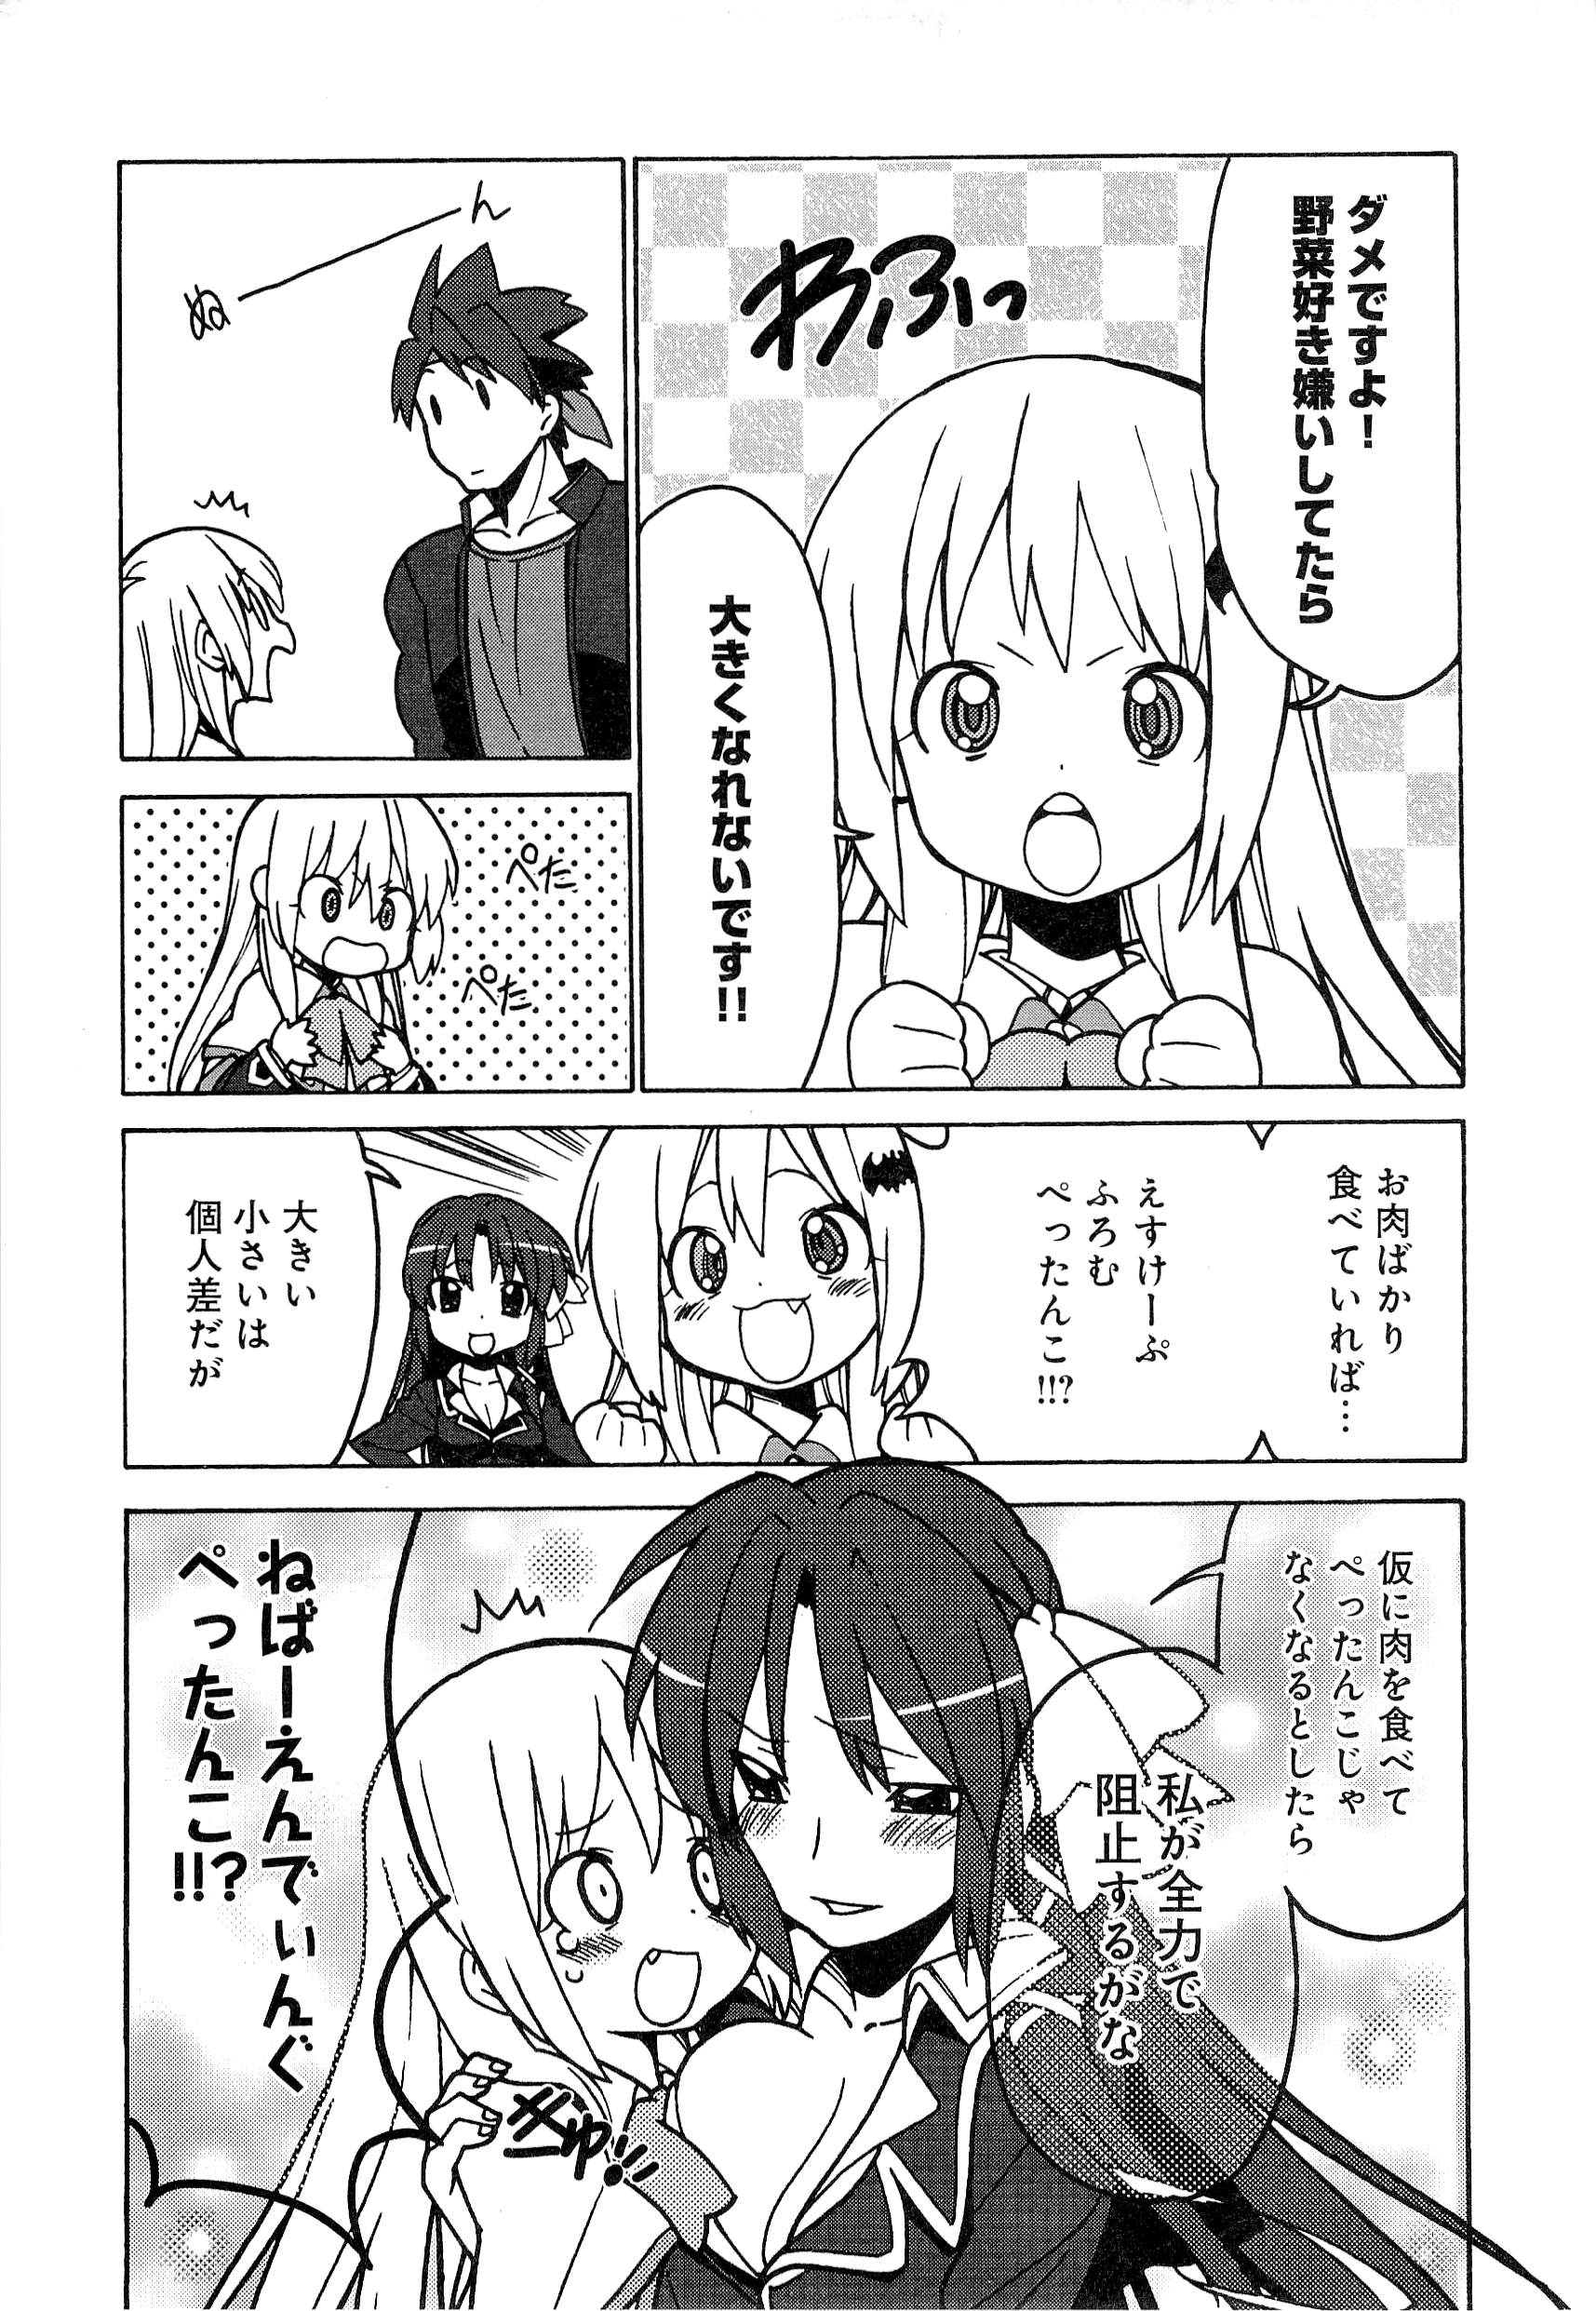 ダメですよ！
野菜好き嫌いしてたら
わふーっ
大きくなれないです!!
ぬーん
ぺた
ぺた
お肉ばかり
食べていれば…
えすけーぷ
ふろむ
ぺったんこ!!?
大きい
小さいは
個人差だが
仮に肉を食べて
ぺったんこじゃ
なくなるとしたら
私が全力で
阻止するがな
ぎゅっ!!
ねばーえんでぃんぐ
ぺったんこ!!?